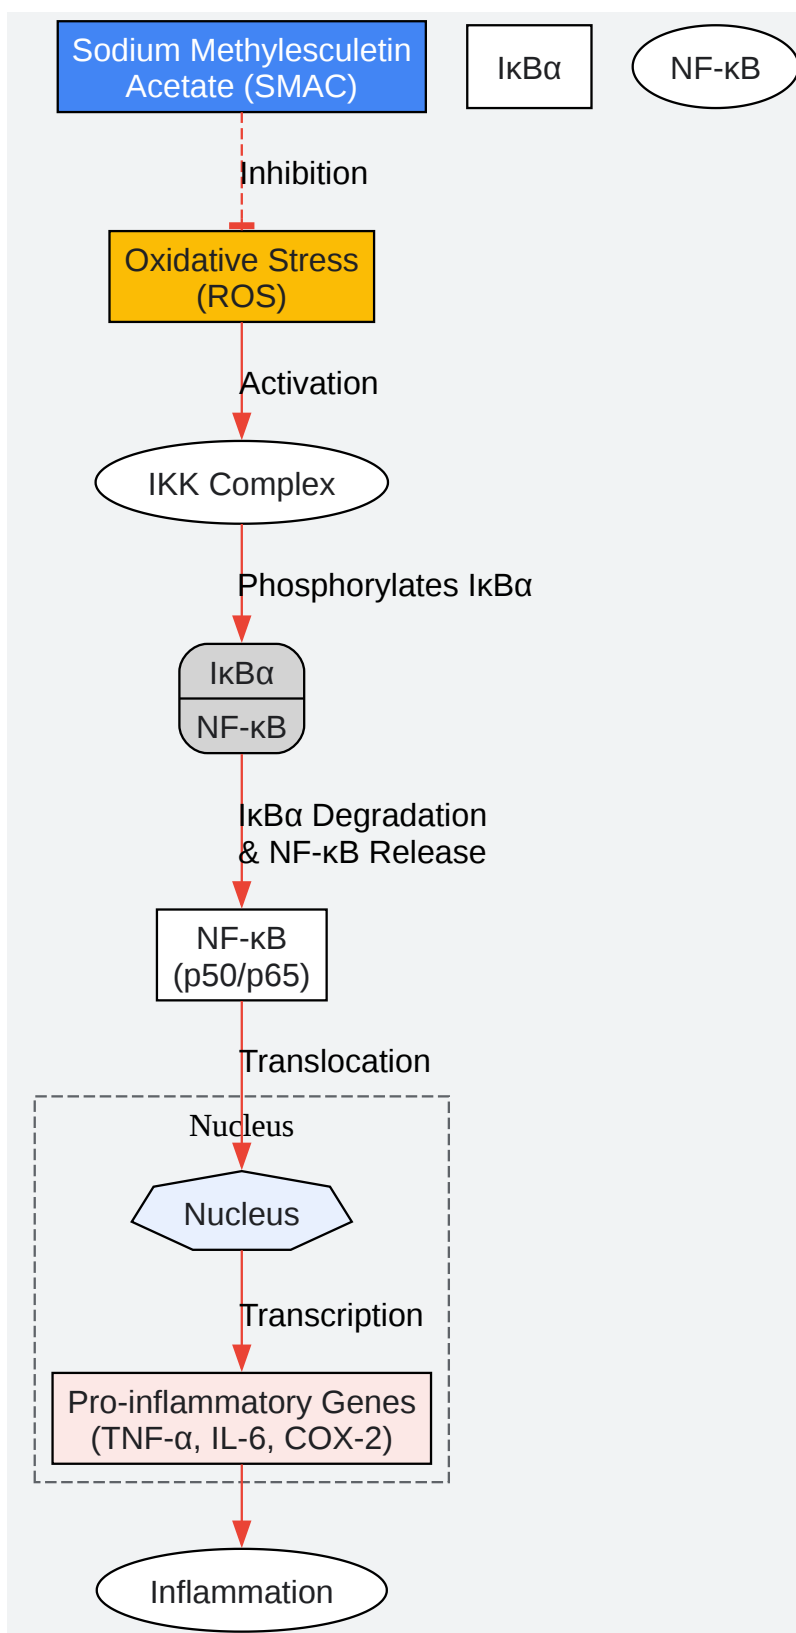 Sodium Methylesculetin
Acetate (SMAC)
IκBα
NF-κB
Inhibition
Oxidative Stress
(ROS)
Activation
IKK Complex
Phosphorylates IκBα
IκBα
NF-κB
IκBα Degradation
& NF-κB Release
NF-κB
(p50/p65)
Translocation
Nucleus
Nucleus
Transcription
Pro-inflammatory Genes
(TNF-α, IL-6, COX-2)
Inflammation